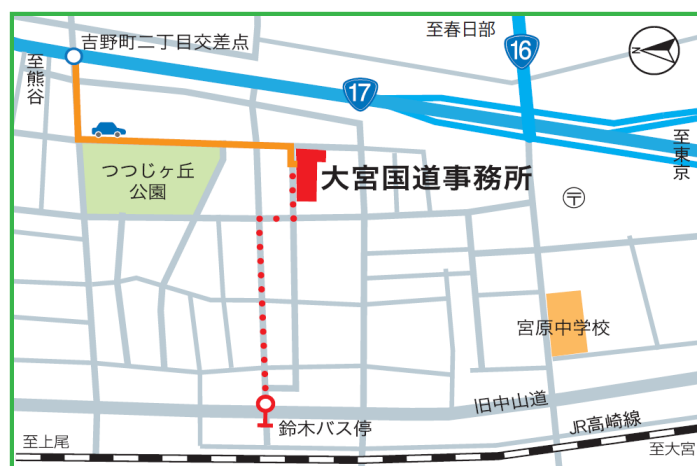 吉野町二丁目交差点
至春日部
16
N
至熊谷
17
至東京
つつじヶ丘
公園
大宮国道事務所
〒
宮原中学校
旧中山道
鈴木バス停
JR高崎線
至上尾
至大宮